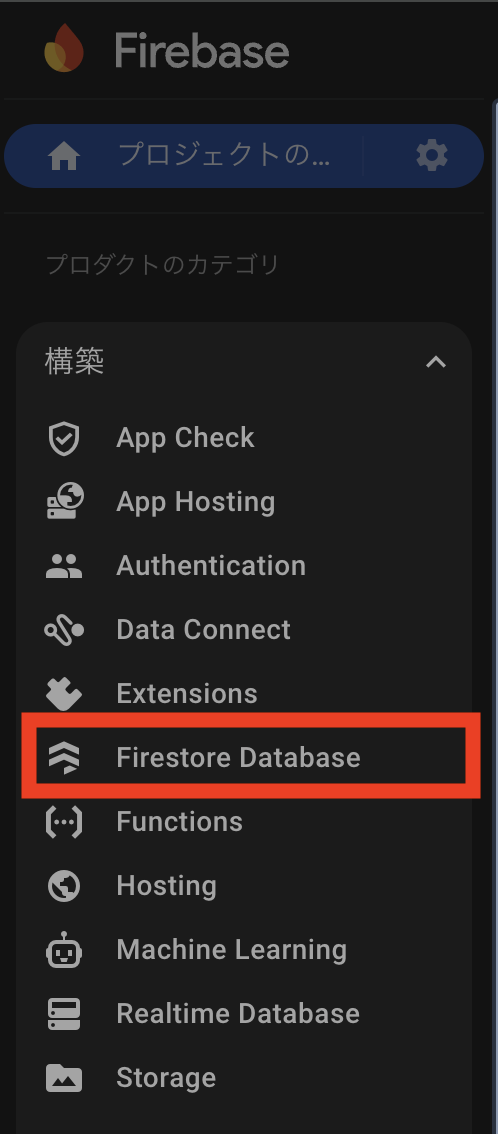 Firebase
プロジェクトの...
プロダクトのカテゴリ
構築
App Check
App Hosting
Authentication
Data Connect
Extensions
Firestore Database
Functions
Hosting
Machine Learning
Realtime Database
Storage